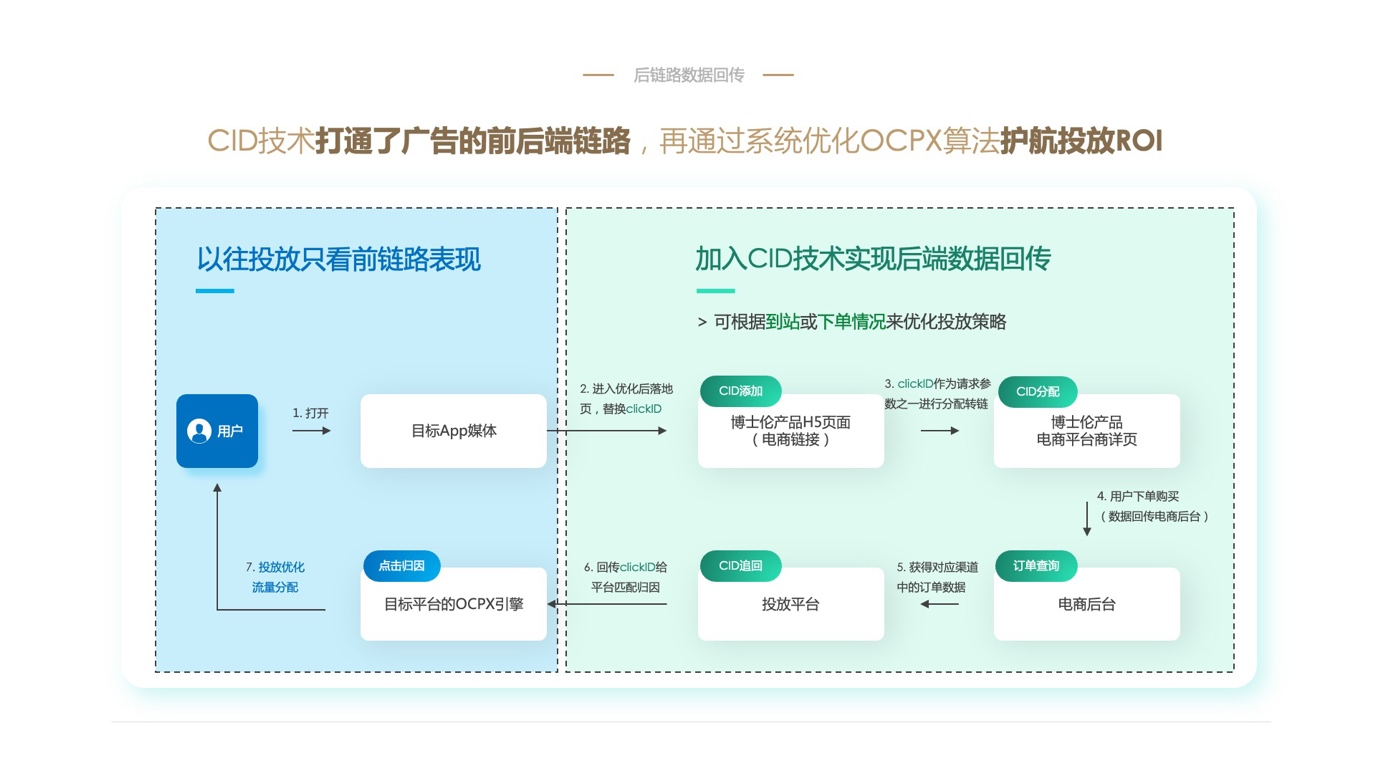 后链路数据回传
CID技术打通了广告的前后端链路，再通过系统优化OCPX算法护航投放ROI
以往投放只看前链路表现
加入CID技术实现后端数据回传
> 可根据到站或下单情况来优化投放策略
用户
1. 打开
目标App媒体
2. 进入优化后落地
页，替换clickID
CID添加
博士伦产品H5页面
（电商链接）
3. clickID作为请求参
数之一进行分配转链
CID分配
博士伦产品
电商平台商详页
4. 用户下单购买
（数据回传电商后台）
订单查询
电商后台
5. 获得对应渠道
中的订单数据
CID追回
投放平台
6. 回传clickID给
平台匹配归因
点击归因
目标平台的OCPX引擎
7. 投放优化
流量分配